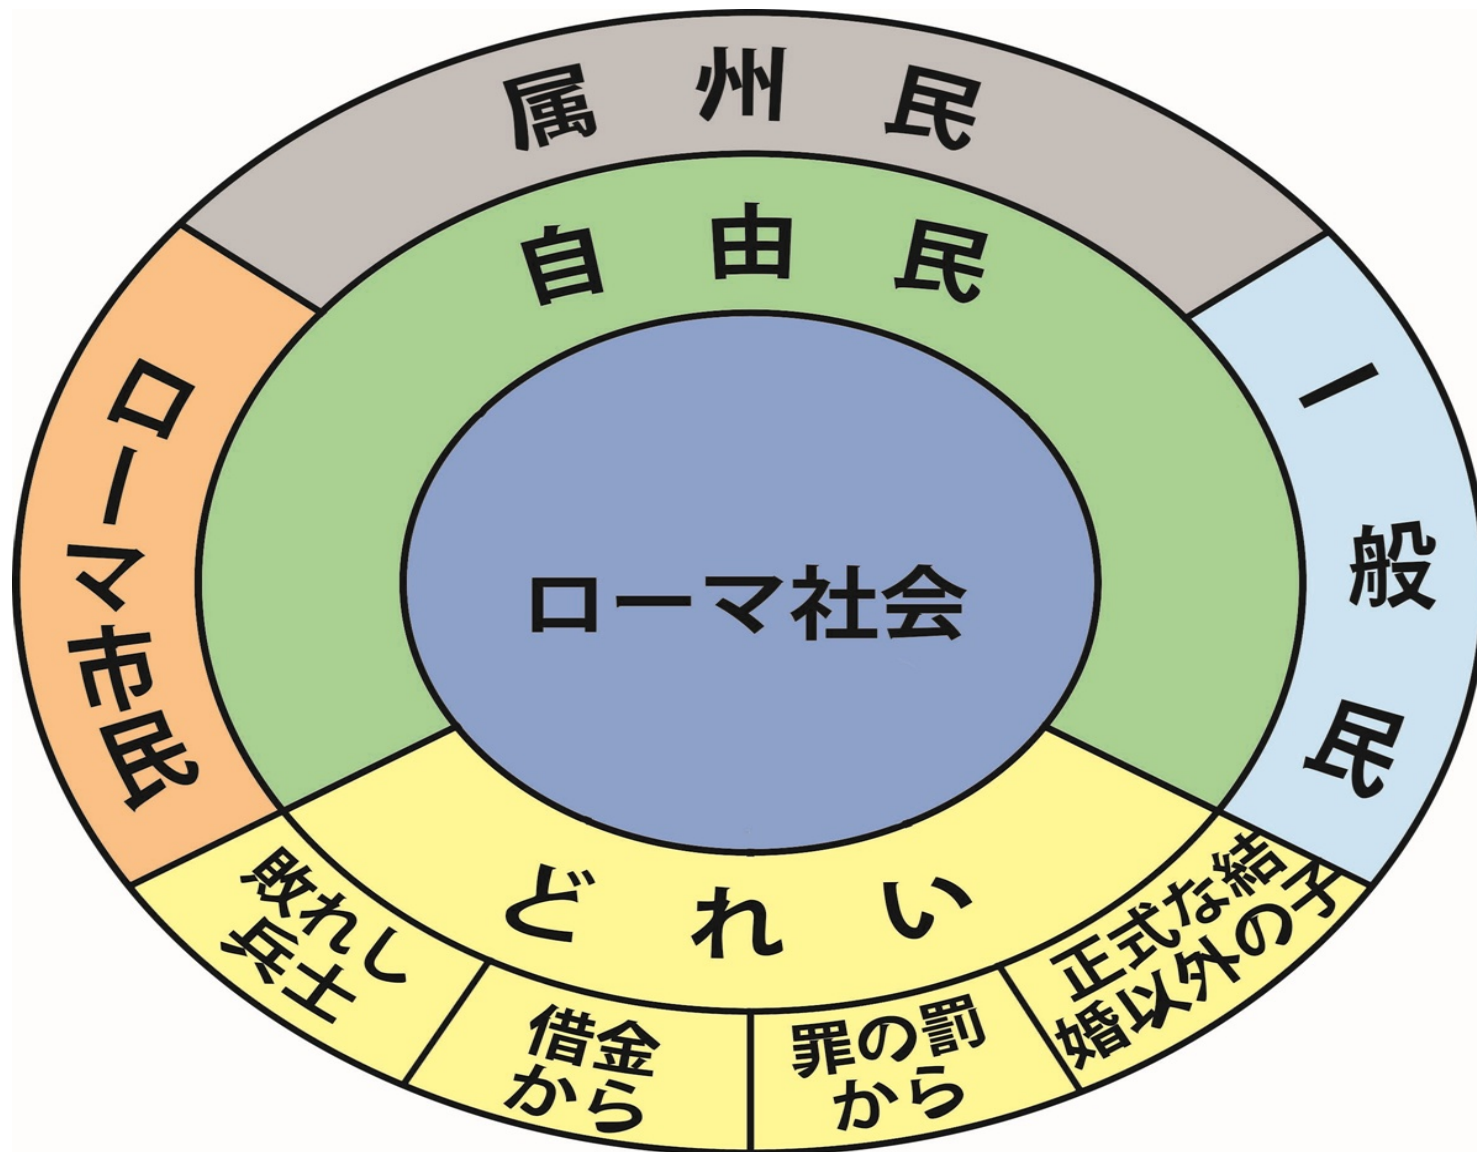 属州民
自由民
ローマ市民
一般民
ローマ社会
どれい
敗れし
兵士
借金
から
罪の罰
から
正式な結
婚以外の子